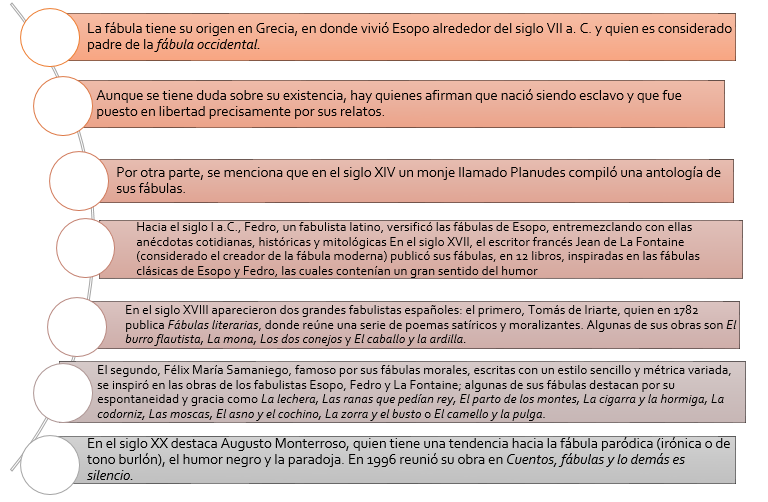 La fábula tiene su origen en Grecia, en donde vivió Esopo alrededor del siglo VII a. C. y quien es considerado
padre de la fábula occidental.
Aunque se tiene duda sobre su existencia, hay quienes afirman que nació siendo esclavo y que fue
puesto en libertad precisamente por sus relatos.
Por otra parte, se menciona que en el siglo XIV un monje llamado Planudes compiló una antología de
sus fábulas.
Hacia el siglo I a.C., Fedro, un fabulista latino, versificó las fábulas de Esopo, entremezclando con ellas
anécdotas cotidianas, históricas y mitológicas En el siglo XVII, el escritor francés Jean de La Fontaine
(considerado el creador de la fábula moderna) publicó sus fábulas, en 12 libros, inspiradas en las fábulas
clásicas de Esopo y Fedro, las cuales contenían un gran sentido del humor
En el siglo XVIII aparecieron dos grandes fabulistas españoles: el primero, Tomás de Iriarte, quien en 1782
publica Fábulas literarias, donde reúne una serie de poemas satíricos y moralizantes. Algunas de sus obras son El
burro flautista, La mona, Los dos conejos y El caballo y la ardilla.
El segundo, Félix María Samaniego, famoso por sus fábulas morales, escritas con un estilo sencillo y métrica variada,
se inspiró en las obras de los fabulistas Esopo, Fedro y La Fontaine; algunas de sus fábulas destacan por su
espontaneidad y gracia como La lechera, Las ranas que pedían rey, El parto de los montes, La cigarra y la hormiga, La
codorniz, Las moscas, El asno y el cochino, La zorra y el busto o El camello y la pulga.
En el siglo XX destaca Augusto Monterroso, quien tiene una tendencia hacia la fábula paródica (irónica o de
tono burlón), el humor negro y la paradoja. En 1996 reunió su obra en Cuentos, fábulas y lo demás es
silencio.